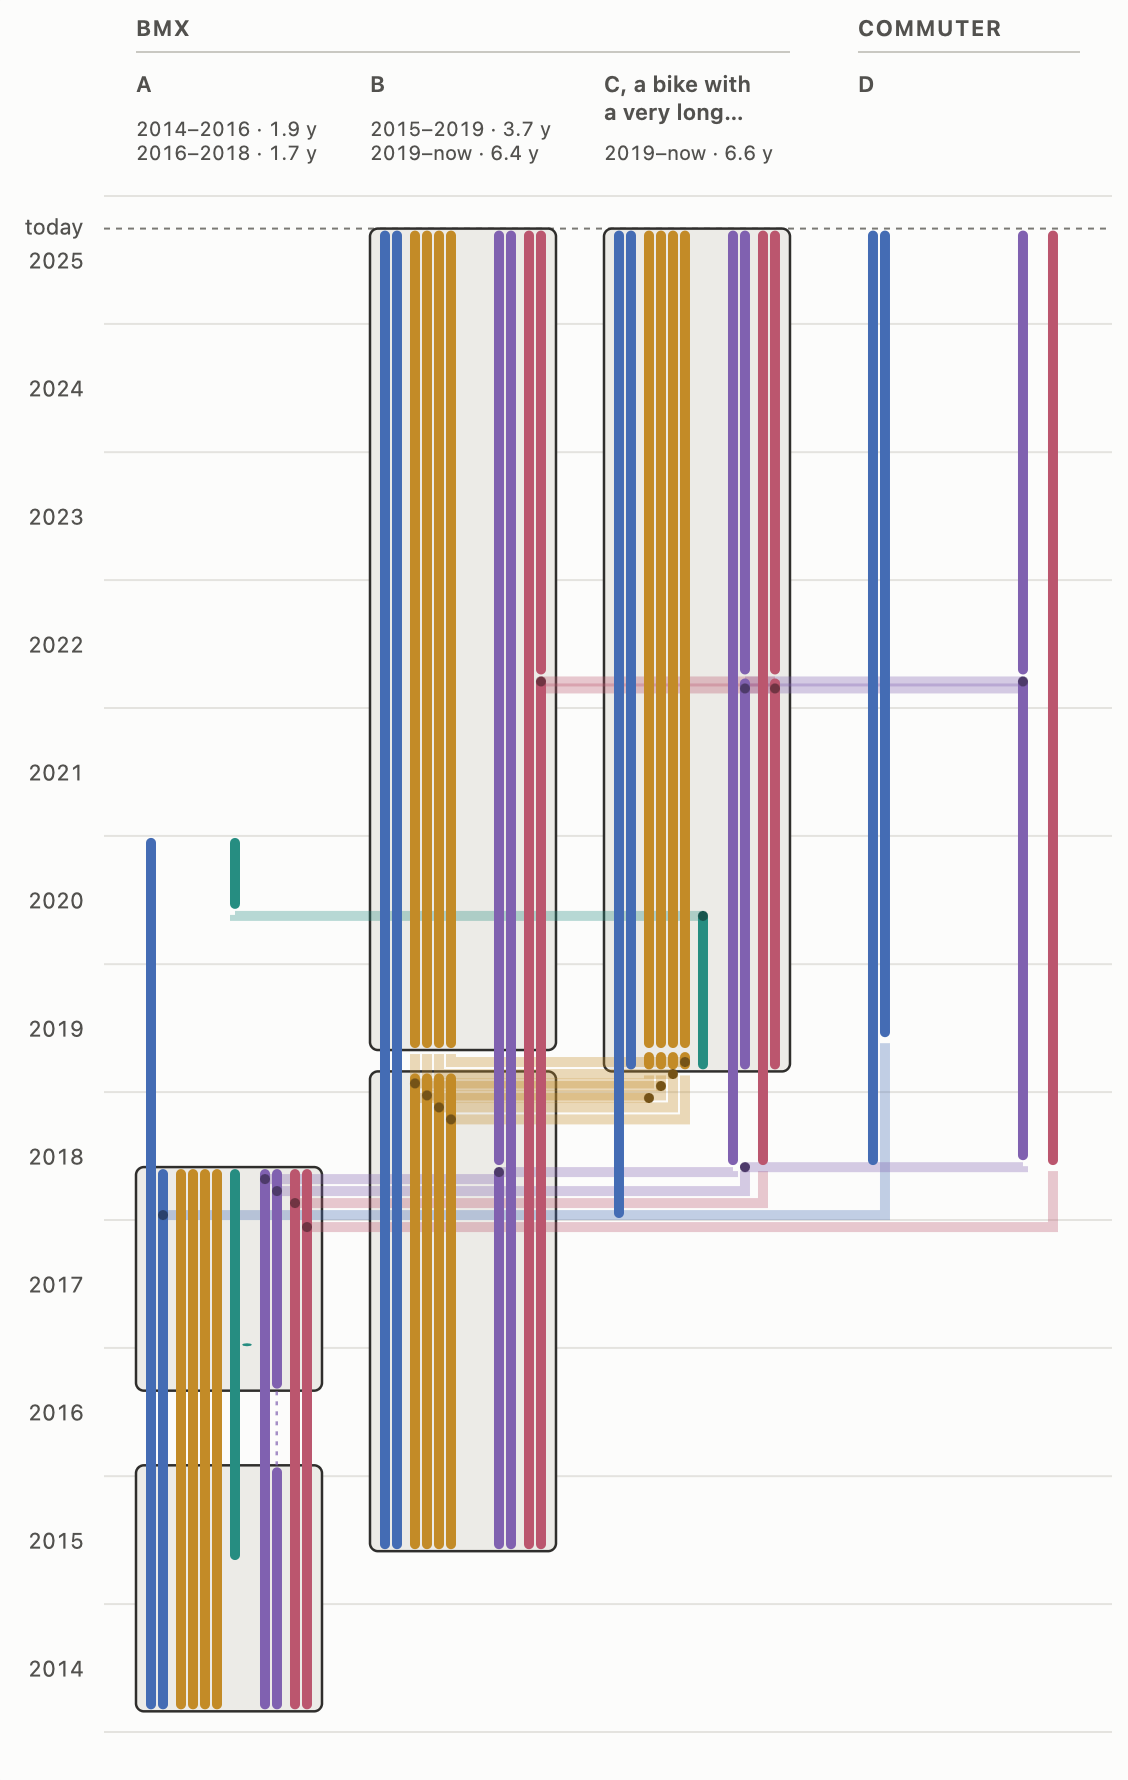 BMX
COMMUTER
A
B
C, a bike with
a very long...
D
2014–2016 · 1.9 y
2016–2018 · 1.7 y
2015–2019 · 3.7 y
2019–now · 6.4 y
2019–now · 6.6 y
today
2025
2024
2023
2022
2021
2020
2019
2018
2017
2016
2015
2014